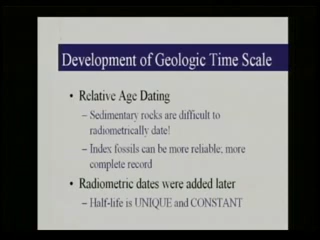 Development of Geologic Time Scale
• Relative Age Dating
– Sedimentary rocks are difficult to
radiometrically date!
– Index fossils can be more reliable, more
complete record
• Radiometric dates were added later
– Half-life is UNIQUE and CONSTANT